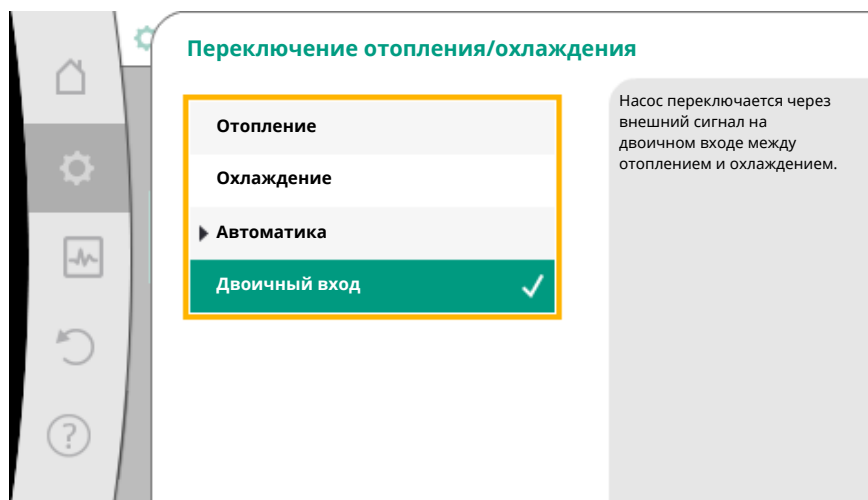 Переключение отопления/охлаждения
Отопление
Охлаждение
Автоматика
Двоичный вход
Насос переключается через
внешний сигнал на
двоичном входе между
отоплением и охлаждением.
?